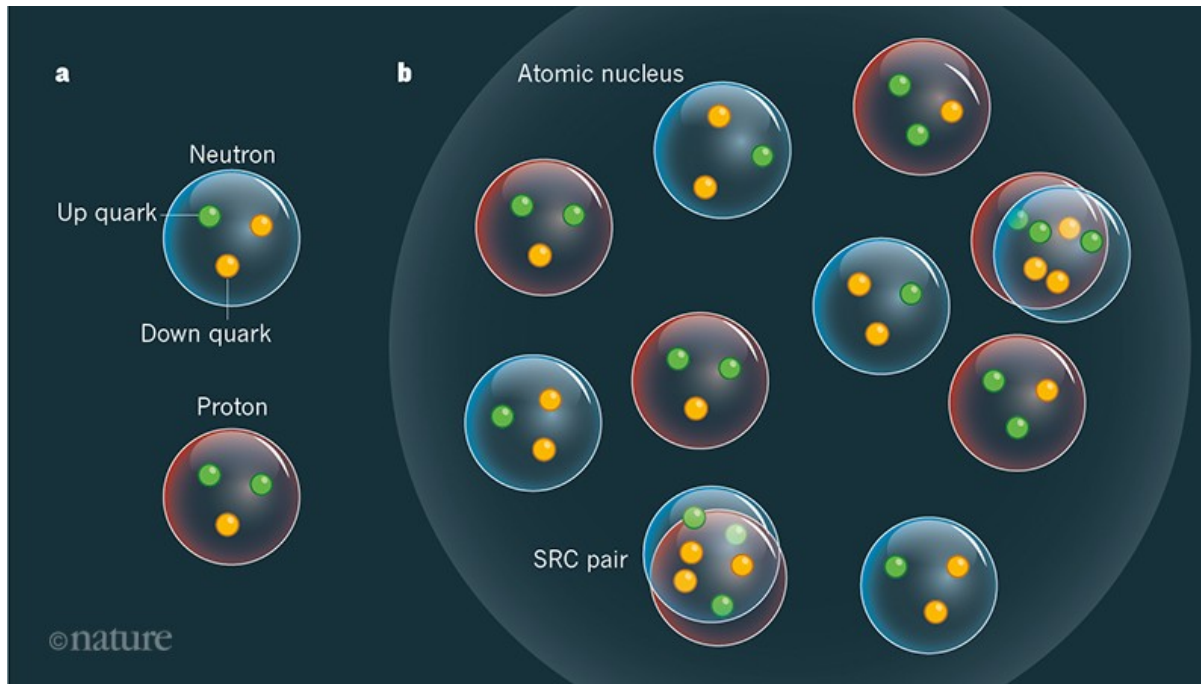 a
Neutron
Up quark
Down quark
Proton
b
Atomic nucleus
SRC pair
©nature